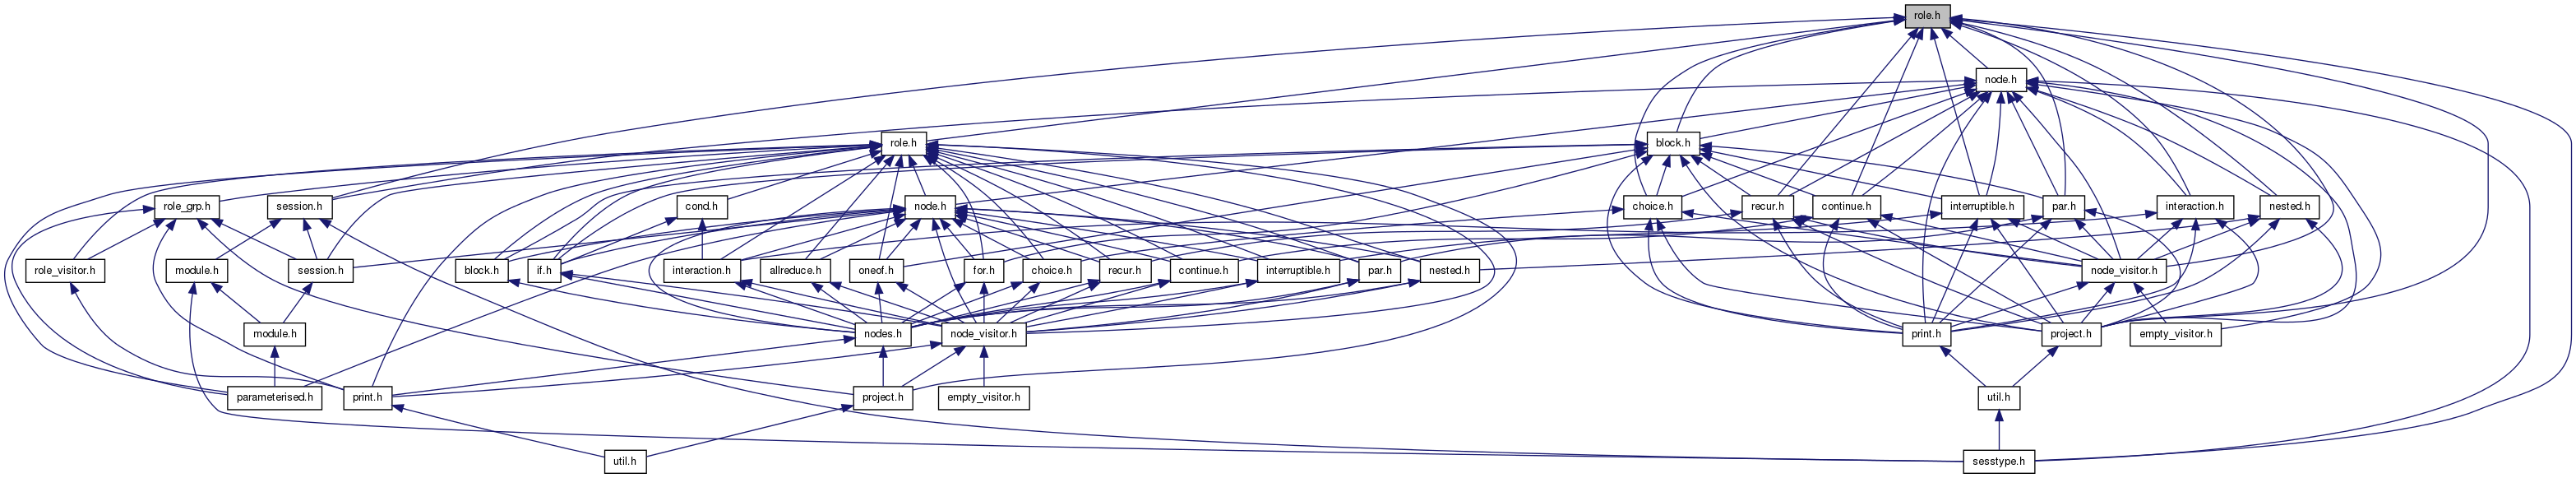 role.h
node.h
role.h
block.h
role_grp.h
session.h
cond.h
node.h
choice.h
recur.h
continue.h
interruptible.h
par.h
interaction.h
nested.h
role_visitor.h
module.h
session.h
block.h
if.h
interaction.h
allreduce.h
oneof.h
for.h
choice.h
recur.h
continue.h
interruptible.h
par.h
nested.h
node_visitor.h
module.h
nodes.h
node_visitor.h
print.h
project.h
empty_visitor.h
parameterised.h
print.h
project.h
empty_visitor.h
util.h
util.h
sesstype.h